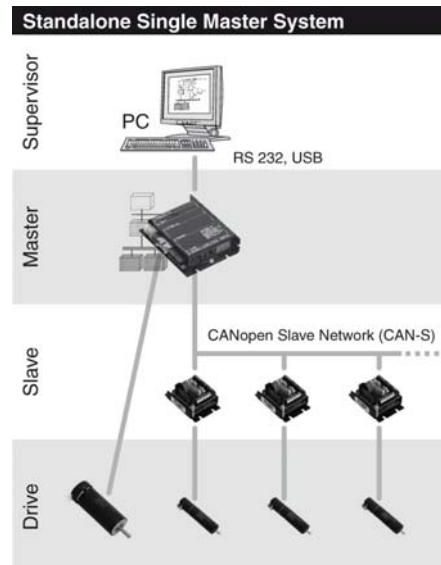 Standalone Single Master System
Supervisor
PC
RS 232, USB
Master
CANopen Slave Network (CAN-S)
Slave
Drive